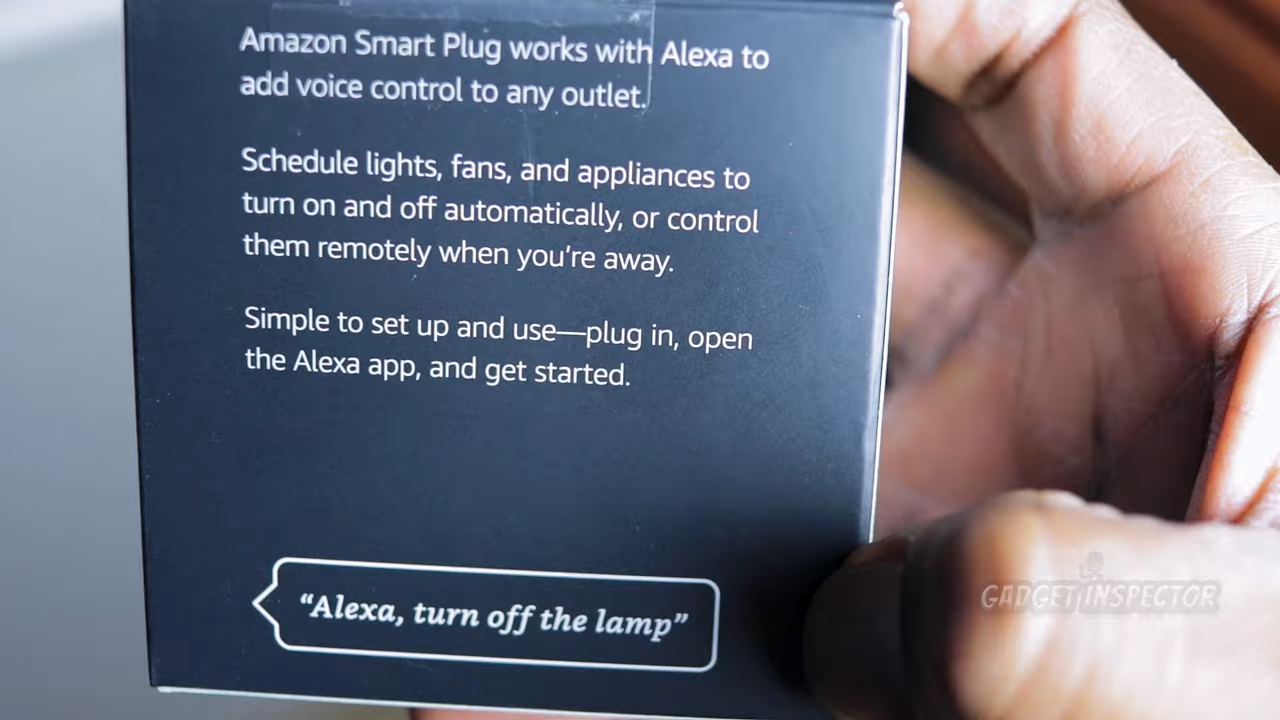 Amazon Smart Plug works with Alexa to
add voice control to any outlet.
Schedule lights, fans, and appliances to
turn on and off automatically, or control
them remotely when you're away.
Simple to set up and use—plug in, open
the Alexa app, and get started.
“Alexa, turn off the lamp”
GADGET INSPECTOR